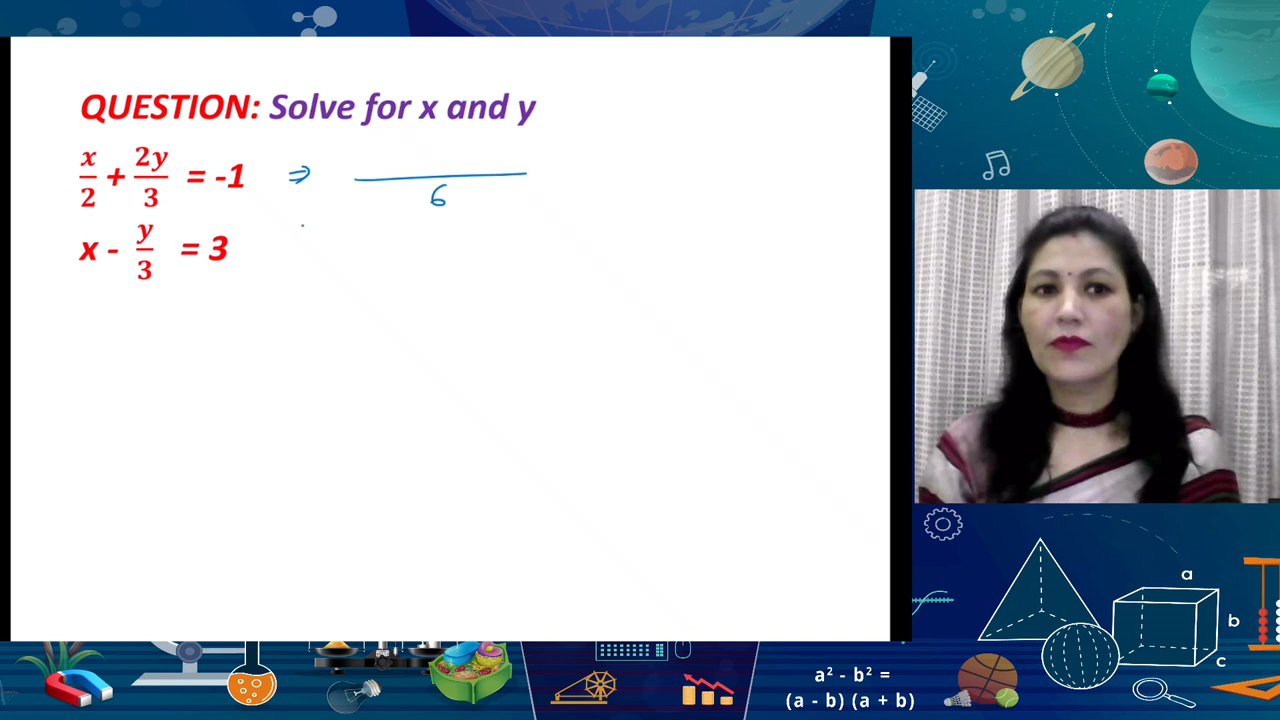 QUESTION: Solve for x and y
x/2 + 2y/3 = -1 ⇒ /6
x - y/3 = 3
a
b
c
a² - b² =
(a - b) (a + b)